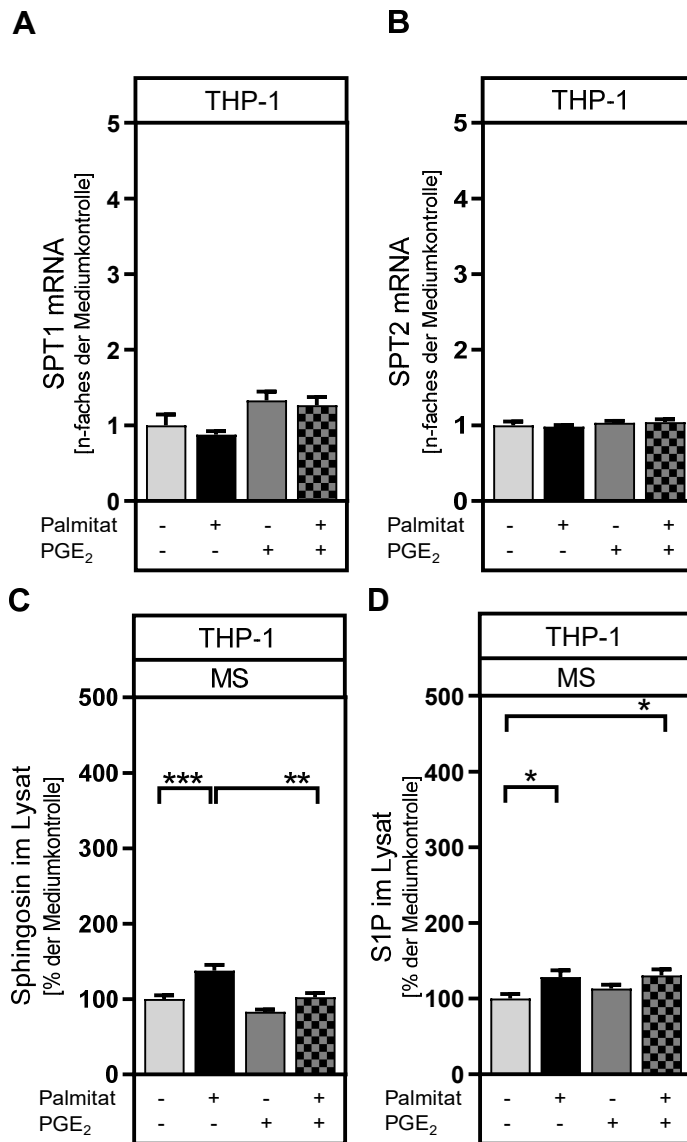 A
THP-1
SPT1 mRNA
[n-faches der Mediumkontrolle]
5
4
3
2
1
0
Palmitat - + - +
PGE₂ - - + +
B
THP-1
SPT2 mRNA
[n-faches der Mediumkontrolle]
5
4
3
2
1
0
- + - +
- - + +
C
THP-1
MS
Sphingosin im Lysat
[% der Mediumkontrolle]
500
400
300
200
100
0
*** **
Palmitat - + - +
PGE₂ - - + +
D
THP-1
MS
S1P im Lysat
[% der Mediumkontrolle]
500
400
300
200
100
0
*
*
Palmitat - + - +
PGE₂ - - + +